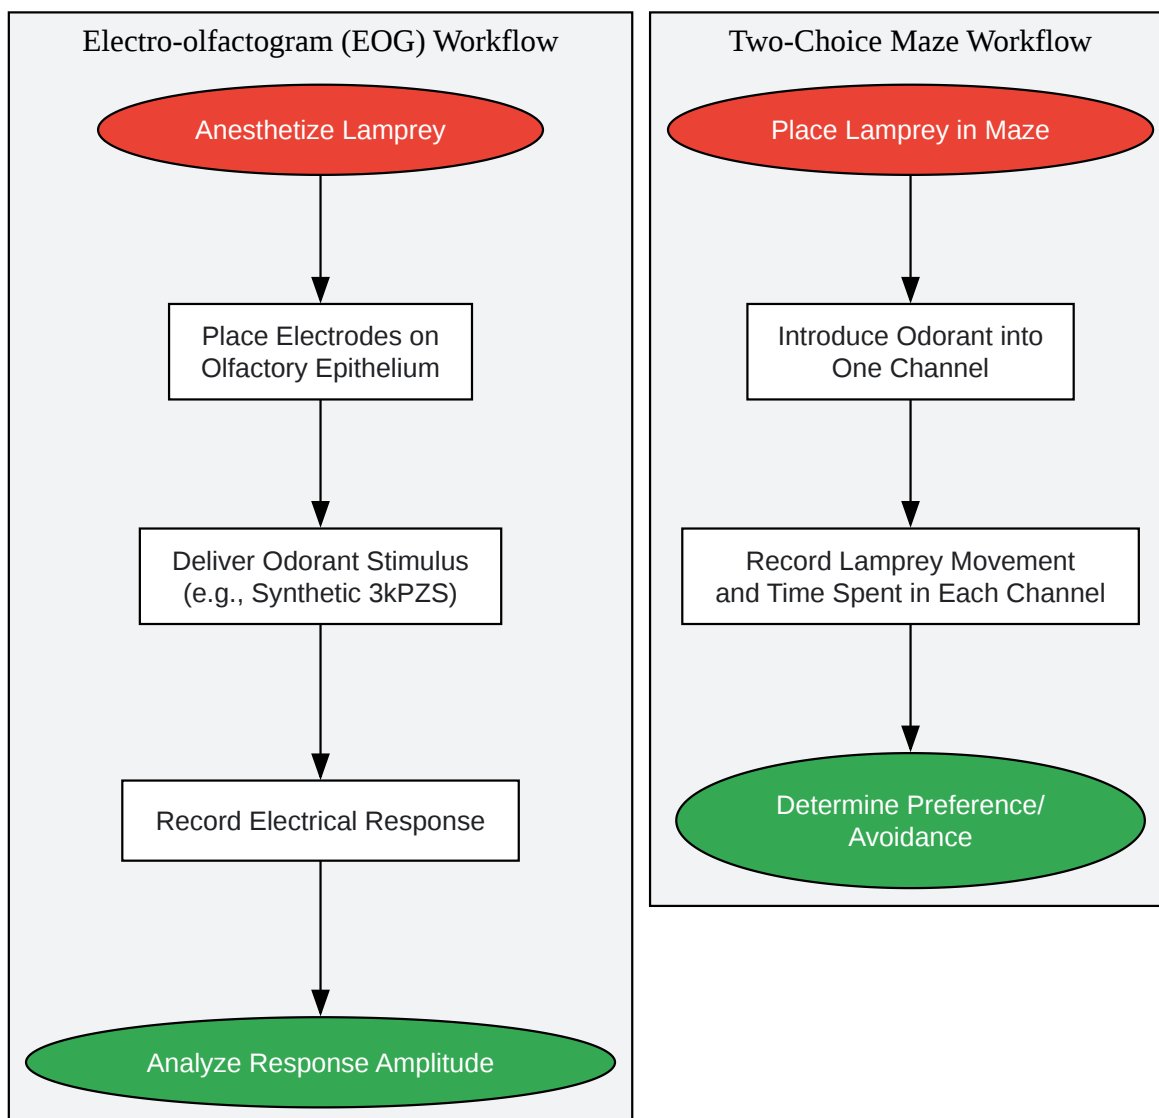 Electro-olfactogram (EOG) Workflow
Anesthetize Lamprey
Place Electrodes on
Olfactory Epithelium
Deliver Odorant Stimulus
(e.g., Synthetic 3kPZS)
Record Electrical Response
Analyze Response Amplitude
Two-Choice Maze Workflow
Place Lamprey in Maze
Introduce Odorant into
One Channel
Record Lamprey Movement
and Time Spent in Each Channel
Determine Preference/
Avoidance